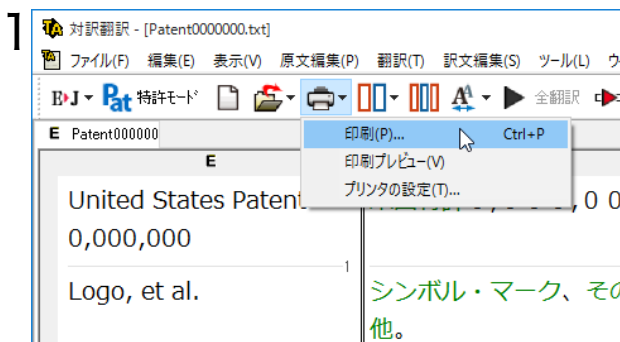 1
対訳翻訳 - [Patent0000000.txt]
ファイル(F) 編集(E) 表示(V) 原文編集(P) 翻訳(T) 訳文編集(S) ツール(L)
E▸J Pat 特許モード A 全翻訳
E Patent000000
印刷(P)... Ctrl+P
印刷プレビュー(V)
プリンタの設定(T)...
E
United States Patent
0,000,000
1
Logo, et al.
シンボル・マーク、その
他。